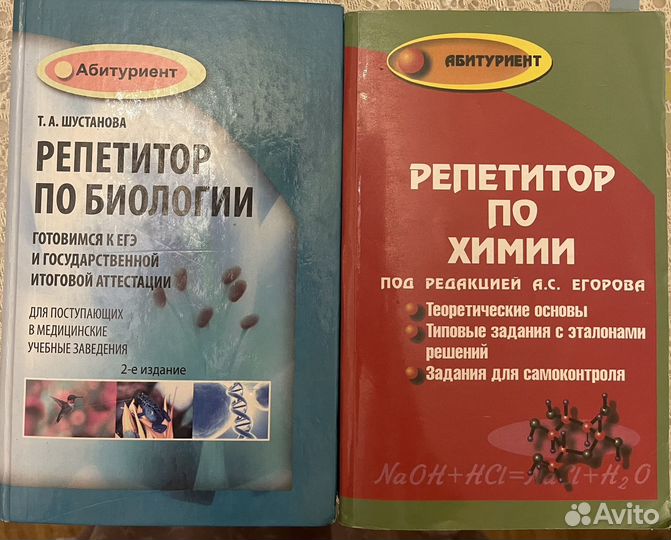 Абитуриент
Т. А. ШУСТАНОВА
РЕПЕТИТОР
ПО БИОЛОГИИ
ГОТОВИМСЯ К ЕГЭ
И ГОСУДАРСТВЕННОЙ
ИТОГОВОЙ АТТЕСТАЦИИ
ДЛЯ ПОСТУПАЮЩИХ
В МЕДИЦИНСКИЕ
УЧЕБНЫЕ ЗАВЕДЕНИЯ
2-е издание
АБИТУРИЕНТ
РЕПЕТИТОР
ПО
ХИМИИ
ПОД РЕДАКЦИЕЙ А.С. ЕГОРОВА
Теоретические основы
Типовые задания с эталонами
решений
Задания для самоконтроля
NaOH+HCl=NaCl+H₂O
Avito